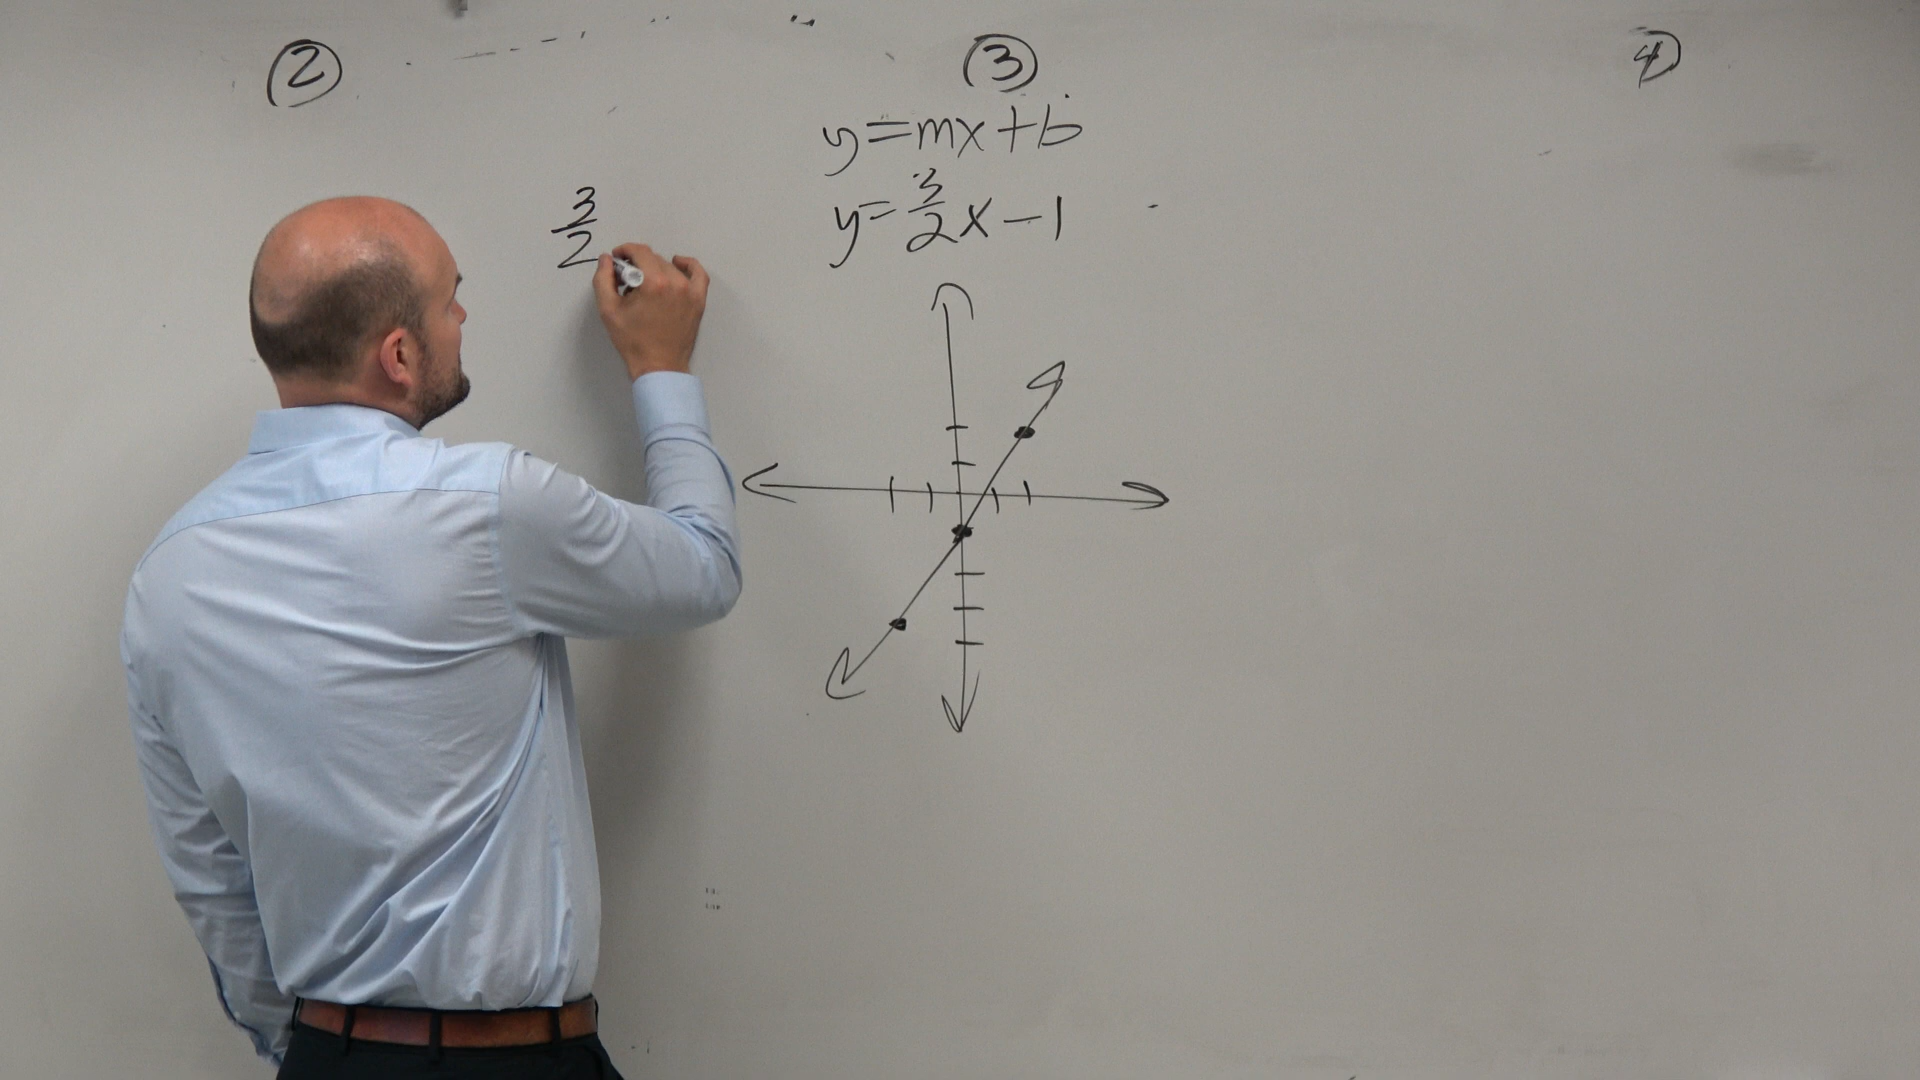 ②
③
④
y=mx+b
y=3/2x-1
3/2